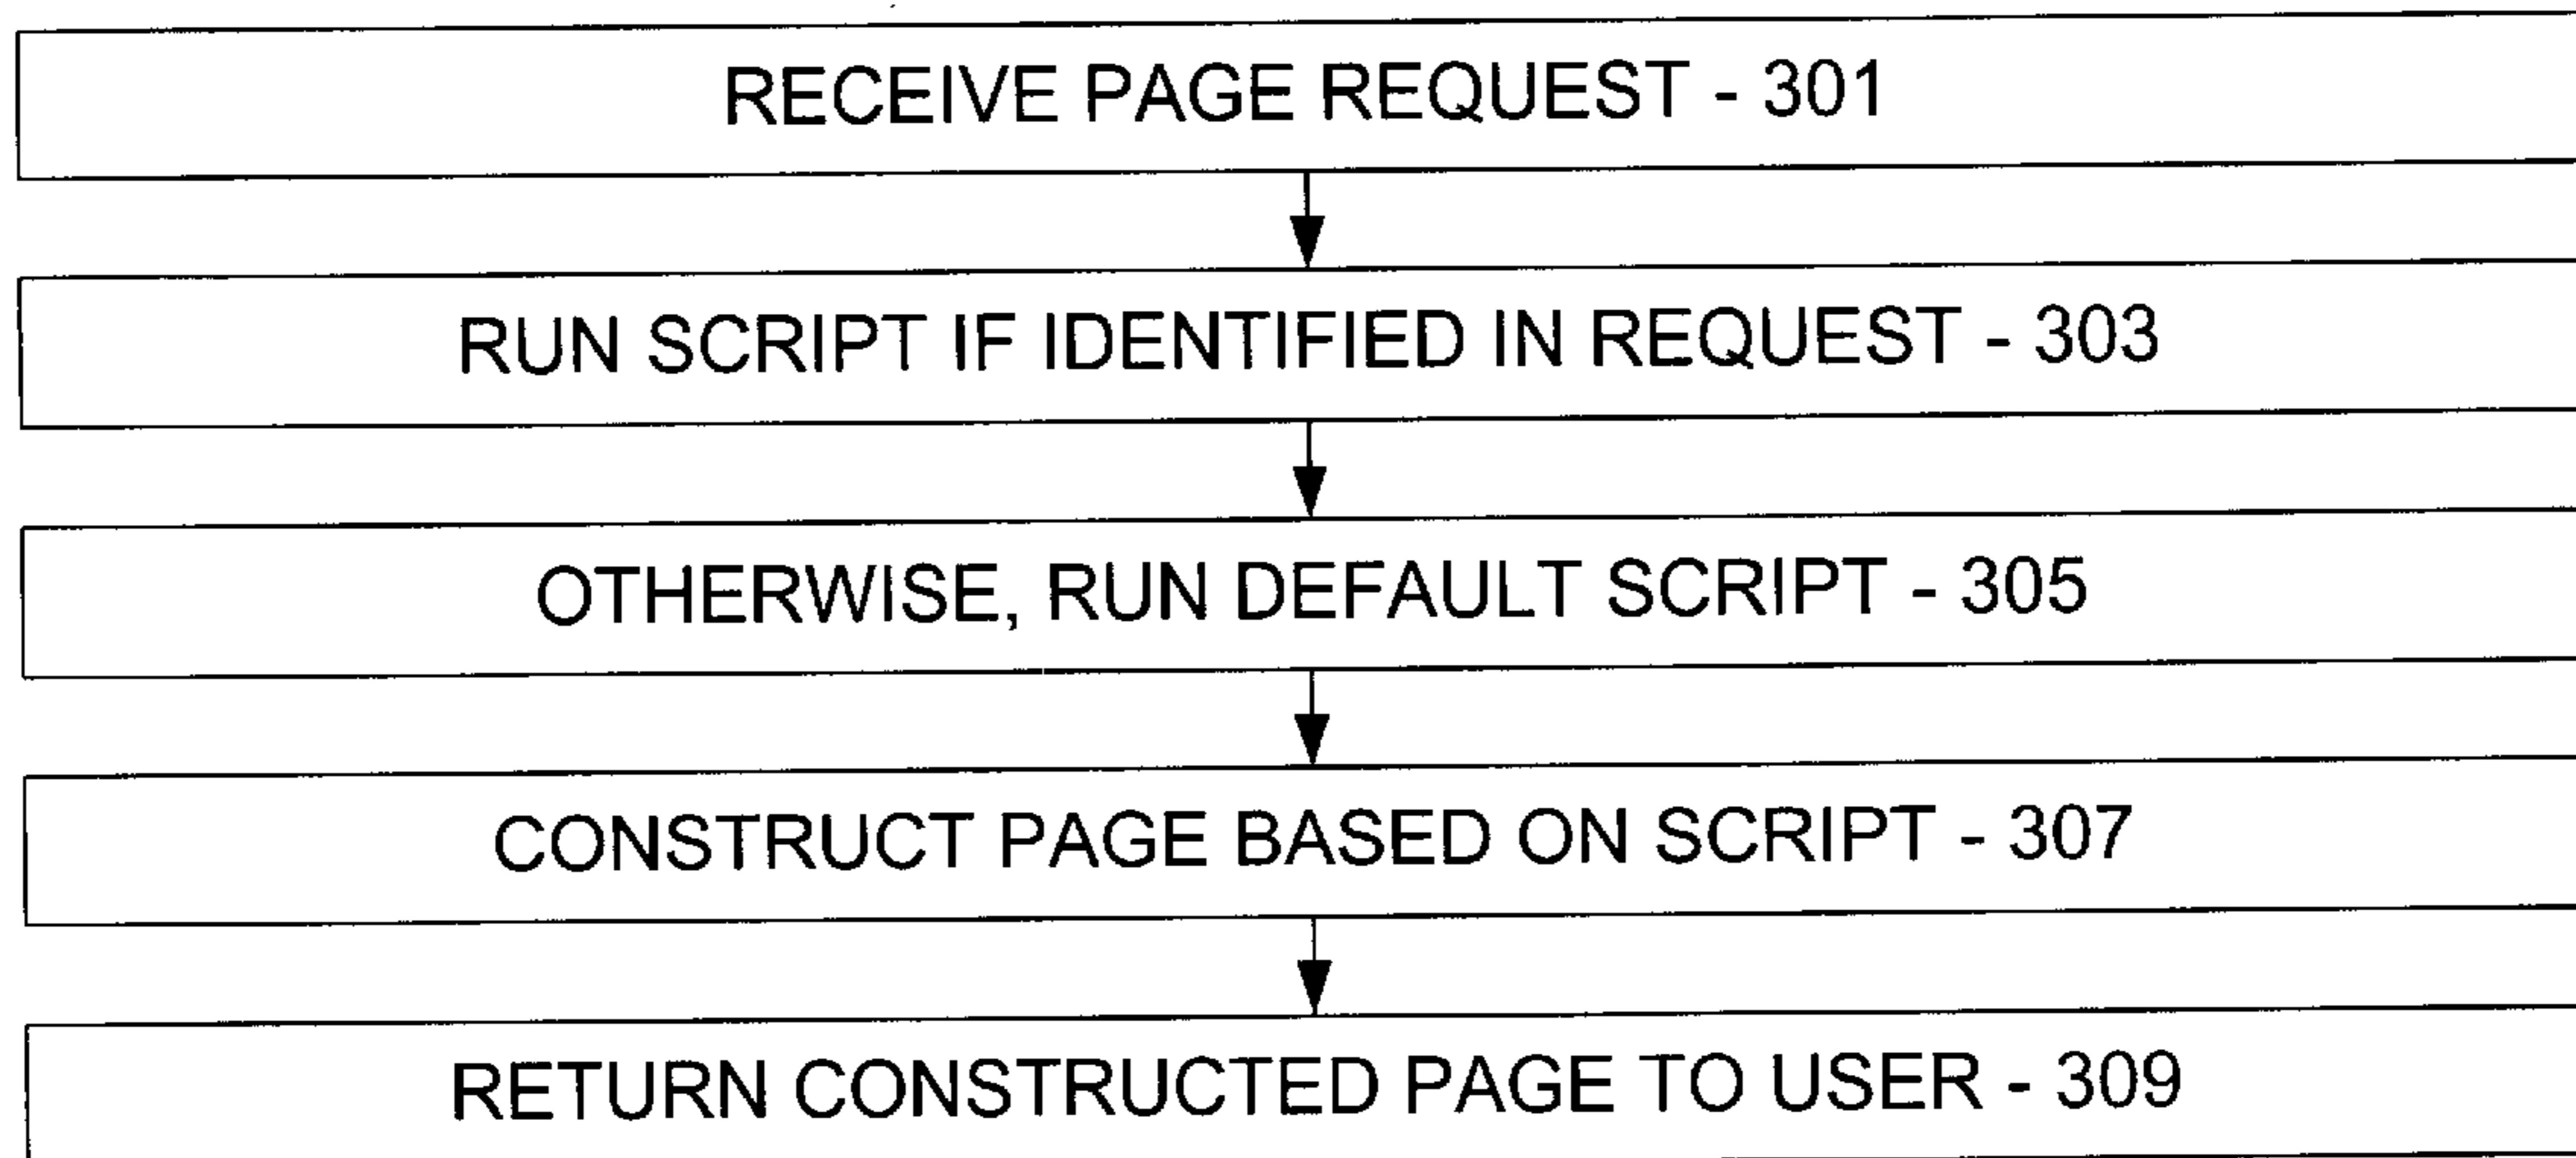 RECEIVE PAGE REQUEST - 301
RUN SCRIPT IF IDENTIFIED IN REQUEST - 303
OTHERWISE, RUN DEFAULT SCRIPT - 305
CONSTRUCT PAGE BASED ON SCRIPT - 307
RETURN CONSTRUCTED PAGE TO USER - 309